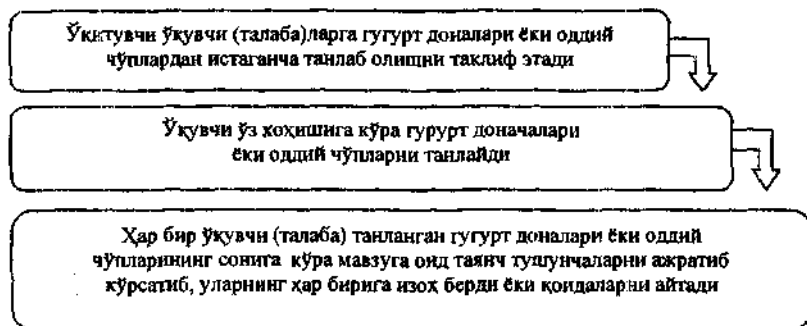 Ўқитувчи ўқувчи (талаба)ларга гугурт доналари ёки оддий
чўплардан истаганча танлаб олишни таклиф этади
Ўқувчи ўз хоҳишига кўра гурурт доначалари
ёки оддий чўпларни танлайди
Ҳар бир ўқувчи (талаба) танланган гугурт доналари ёки оддий
чўпларининг сонига кўра мавзуга оид таянч тушунчаларни ажратиб
кўрсатиб, уларнинг ҳар бирига изоҳ берди ёки қоидаларни айтади